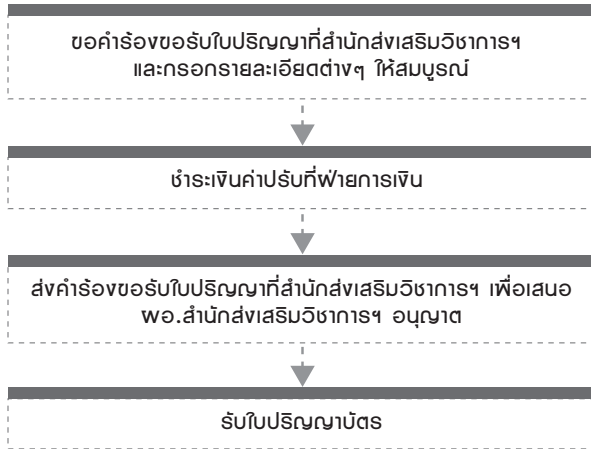 ขอคำร้องขอรับใบปริญญาที่สำนักส่งเสริมวิชาการฯ
และกรอกรายละเอียดต่างๆ ให้สมบูรณ์
ชำระเงินค่าปรับที่ฝ่ายการเงิน
ส่งคำร้องขอรับใบปริญญาที่สำนักส่งเสริมวิชาการฯ เพื่อเสนอ
ผอ.สำนักส่งเสริมวิชาการฯ อนุญาต
รับใบปริญญาบัตร